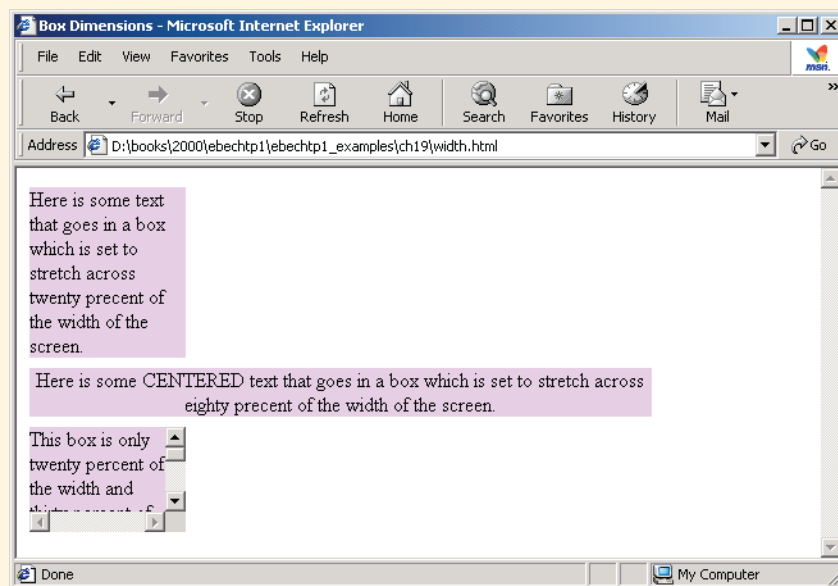 Box Dimensions - Microsoft Internet Explorer
File Edit View Favorites Tools Help
msn.
Back Forward Stop Refresh Home Search Favorites History Mail
Address D:\books\2000\ebechtp1\ebechtp1_examples\ch19\width.html Go
Here is some text
that goes in a box
which is set to
stretch across
twenty precent of
the width of the
screen.
Here is some CENTERED text that goes in a box which is set to stretch across
eighty precent of the width of the screen.
This box is only
twenty percent of
the width and
thirty percent of
Done My Computer